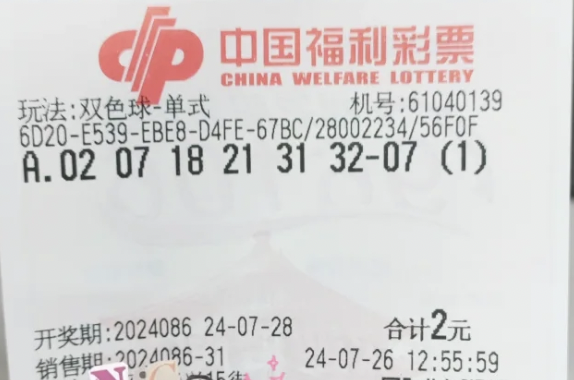 中国福利彩票
CHINA WELFARE LOTTERY
玩法:双色球-单式 机号:61040139
6D20-E539-EBE8-D4FE-67BC/28002234/56F0F
A.02 07 18 21 31 32-07 (1)
开奖期:2024086 24-07-28 合计2元
销售期:2024086-31 24-07-26 12:55:59